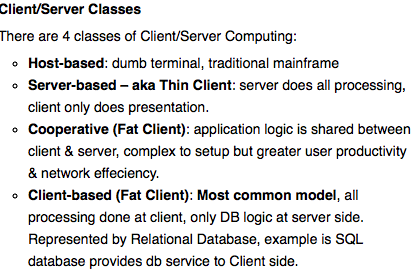 Client/Server Classes
There are 4 classes of Client/Server Computing:
Host-based: dumb terminal, traditional mainframe
Server-based – aka Thin Client: server does all processing,
client only does presentation.
Cooperative (Fat Client): application logic is shared between
client & server, complex to setup but greater user productivity
& network effeciency.
Client-based (Fat Client): Most common model, all
processing done at client, only DB logic at server side.
Represented by Relational Database, example is SQL
database provides db service to Client side.